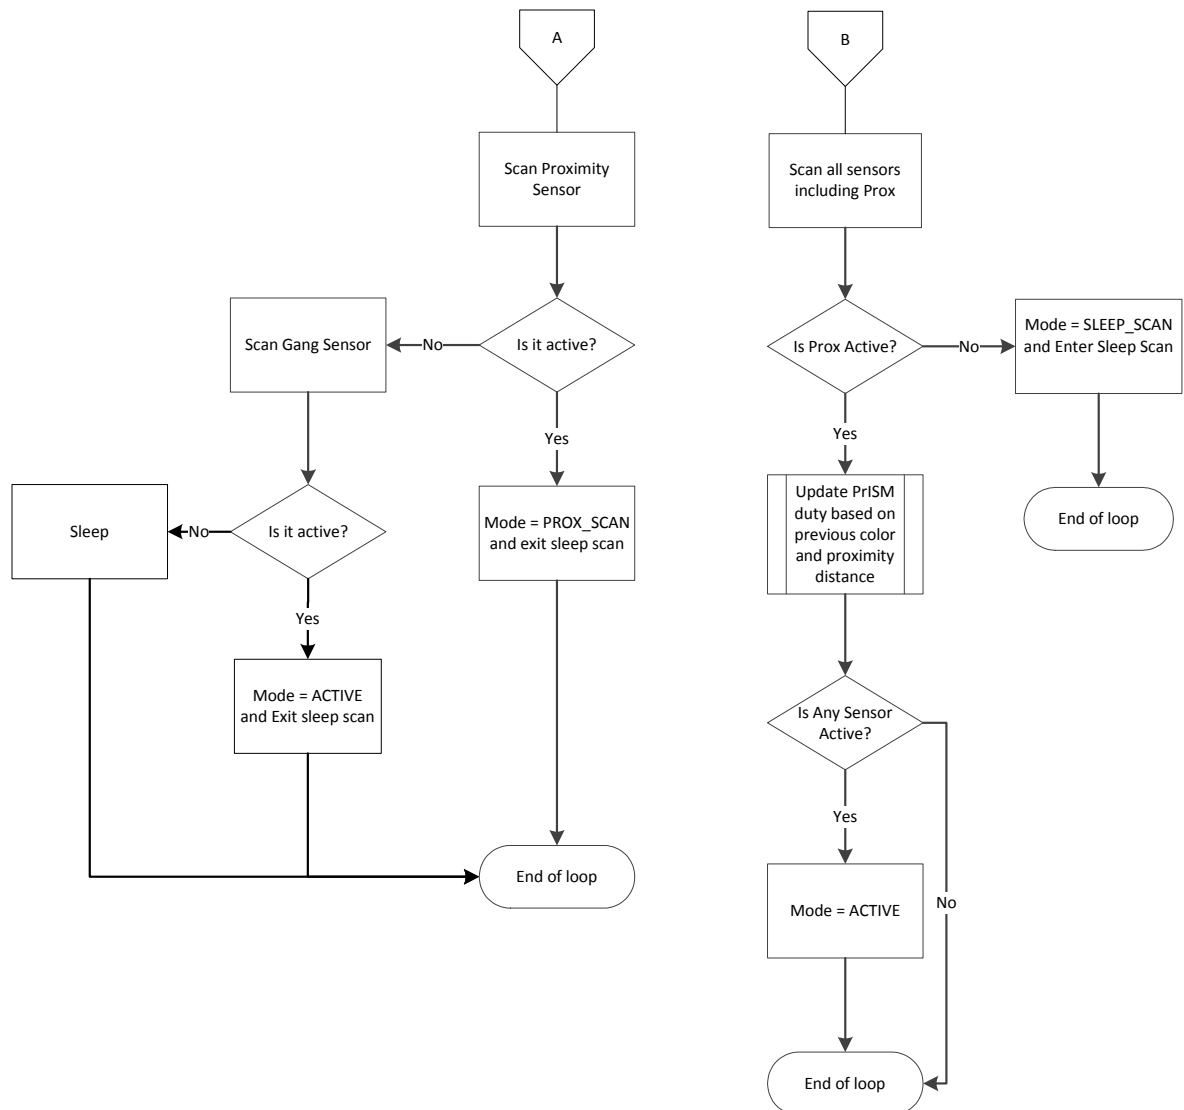 A
Scan Proximity
Sensor
Is it active?
No
Scan Gang Sensor
Yes
Is it active?
No
Sleep
Yes
Mode = PROX_SCAN
and exit sleep scan
Mode = ACTIVE
and Exit sleep scan
End of loop
B
Scan all sensors
including Prox
Is Prox Active?
No
Mode = SLEEP_SCAN
and Enter Sleep Scan
End of loop
Yes
Update PrISM
duty based on
previous color
and proximity
distance
Is Any Sensor
Active?
Yes
Mode = ACTIVE
No
End of loop